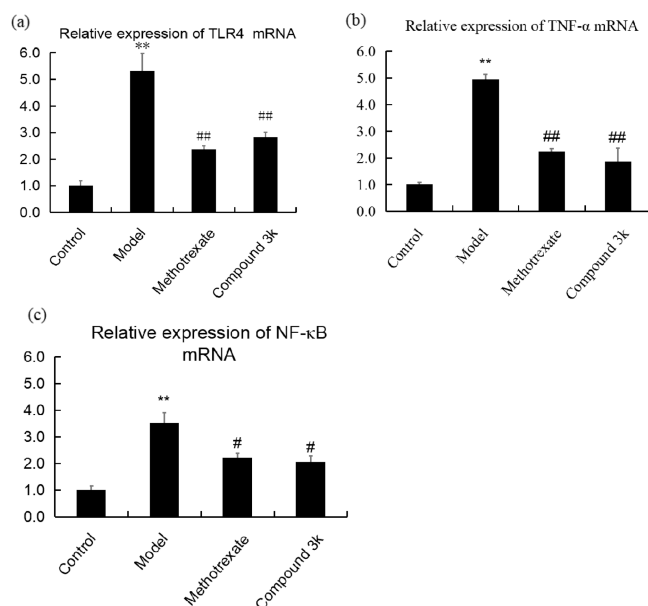 (a)
Relative expression of TLR4 mRNA
6.0
5.0
4.0
3.0
2.0
1.0
0.0
**
##
##
Control
Model
Methotrexate
Compound 3k
(b)
Relative expression of TNF-α mRNA
6.0
5.0
4.0
3.0
2.0
1.0
0.0
**
##
##
Control
Model
Methotrexate
Compound 3k
(c)
Relative expression of NF-κB
mRNA
6.0
5.0
4.0
3.0
2.0
1.0
0.0
**
#
#
Control
Model
Methotrexate
Compound 3k